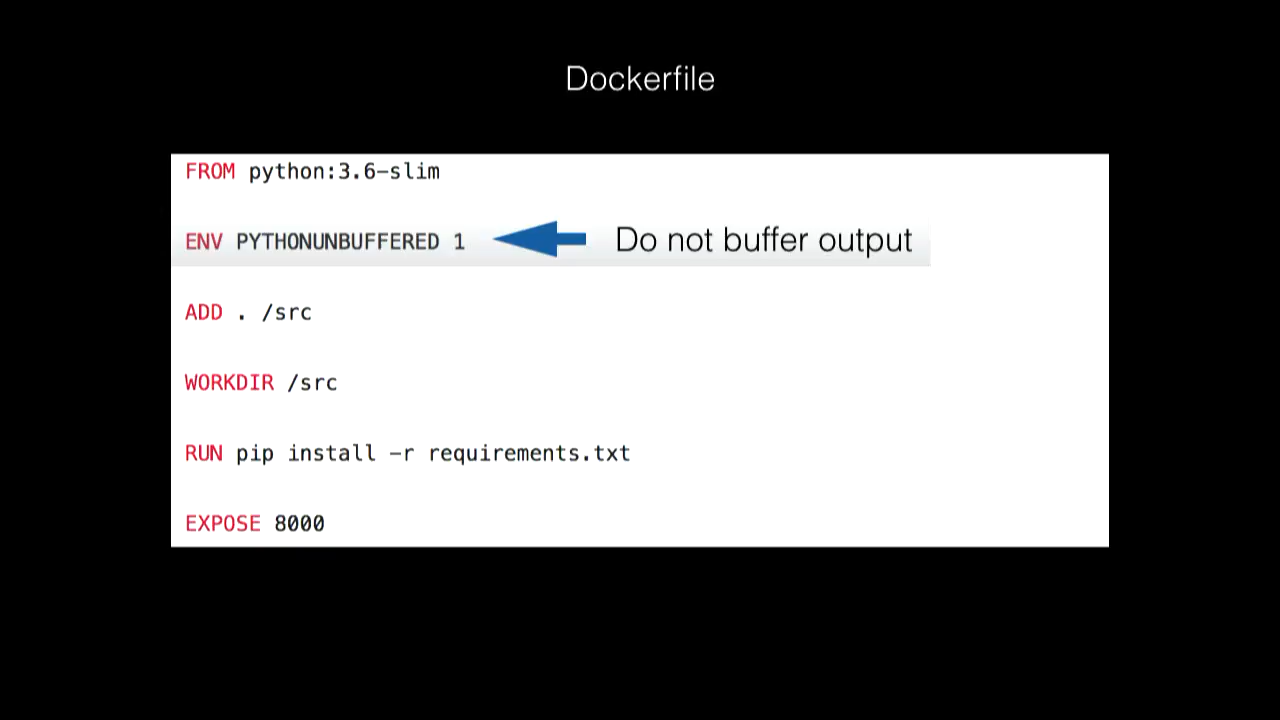 Dockerfile
FROM python:3.6-slim
ENV PYTHONUNBUFFERED 1 Do not buffer output
ADD . /src
WORKDIR /src
RUN pip install -r requirements.txt
EXPOSE 8000